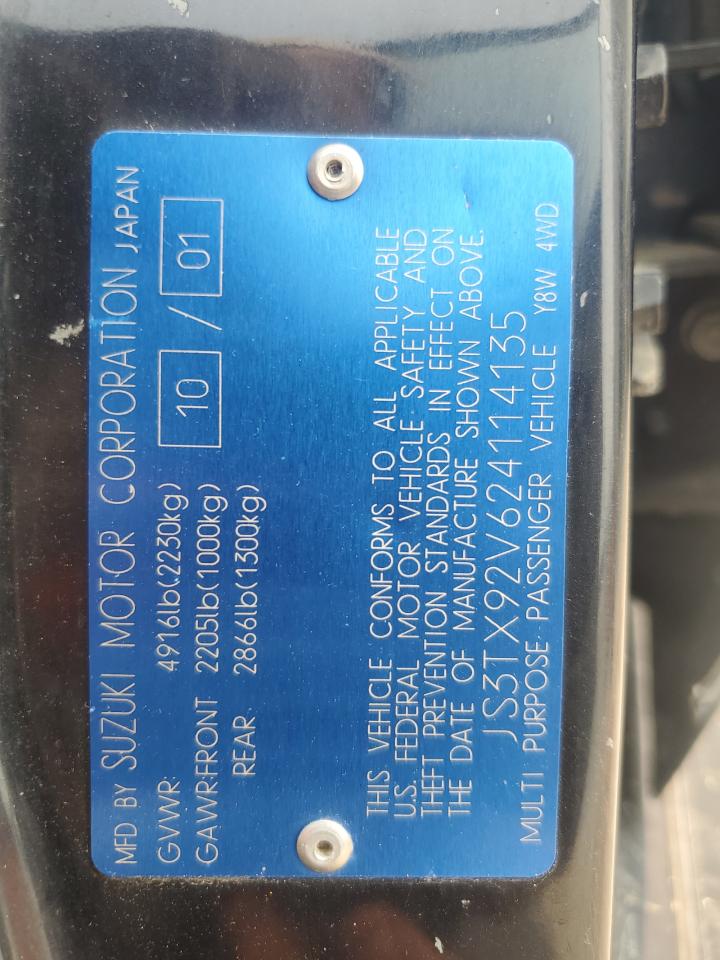 MFD BY SUZUKI MOTOR CORPORATION JAPAN
GVWR: 4916lb(2230kg) 10 / 01
GAWR:FRONT 2205lb(1000kg)
REAR 2866lb(1300kg)
THIS VEHICLE CONFORMS TO ALL APPLICABLE
U.S. FEDERAL MOTOR VEHICLE SAFETY AND
THEFT PREVENTION STANDARDS IN EFFECT ON
THE DATE OF MANUFACTURE SHOWN ABOVE.
JS3TX92V624114135
MULTI PURPOSE PASSENGER VEHICLE Y8W 4WD